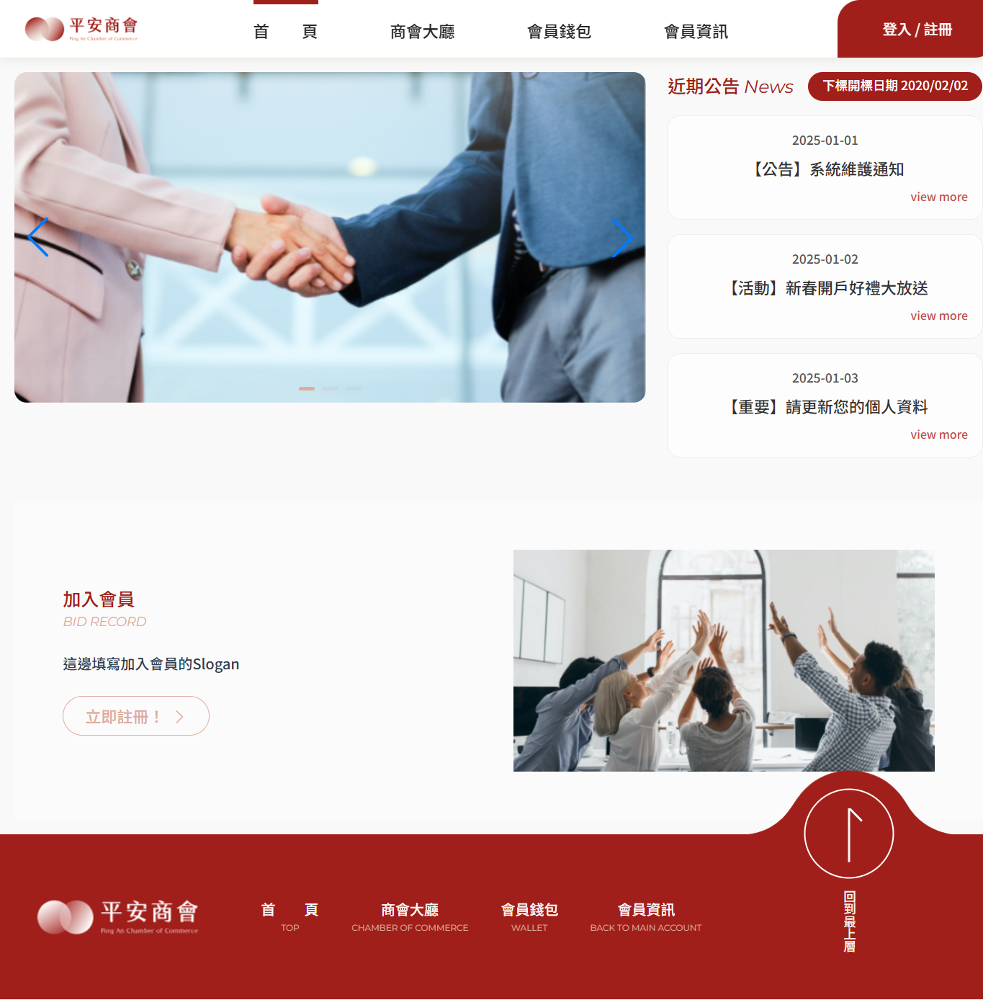 平安商會
Ping An Chamber of Commerce
首 頁
商會大廳
會員錢包
會員資訊
登入 / 註冊
近期公告 News
下標開標日期 2020/02/02
2025-01-01
【公告】系統維護通知
view more
2025-01-02
【活動】新春開戶好禮大放送
view more
2025-01-03
【重要】請更新您的個人資料
view more
加入會員
BID RECORD
這邊填寫加入會員的Slogan
立即註冊！
平安商會
Ping An Chamber of Commerce
首 頁
TOP
商會大廳
CHAMBER OF COMMERCE
會員錢包
WALLET
會員資訊
BACK TO MAIN ACCOUNT
回到最上層